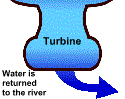 Turbine
Water is
returned
to the river